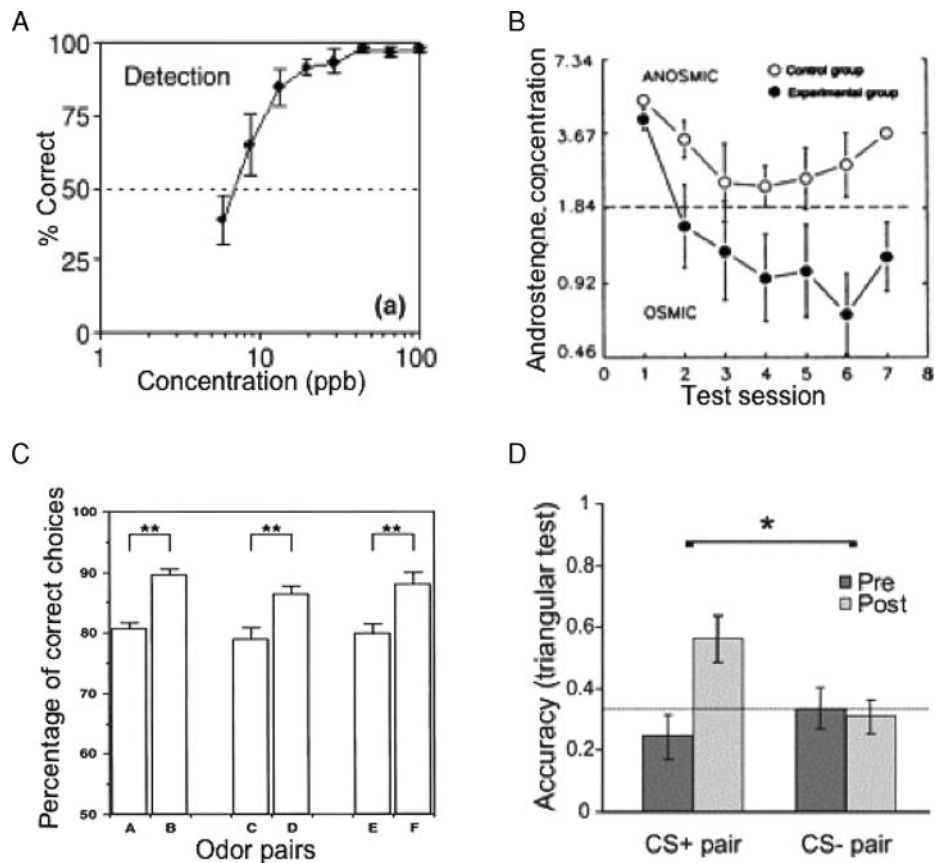 A
100
75
50
25
0
% Correct
Detection
(a)
1
10
100
Concentration (ppb)
B
7.34
3.67
1.84
0.92
0.46
Androstenone concentration
ANOSMIC
Control group
Experimental group
OSMIC
0 1 2 3 4 5 6 7 8
Test session
C
100
90
80
70
60
50
Percentage of correct choices
** ** **
A B C D E F
Odor pairs
D
1
0.8
0.6
0.4
0.2
0
Accuracy (triangular test)
*
Pre
Post
CS+ pair CS- pair